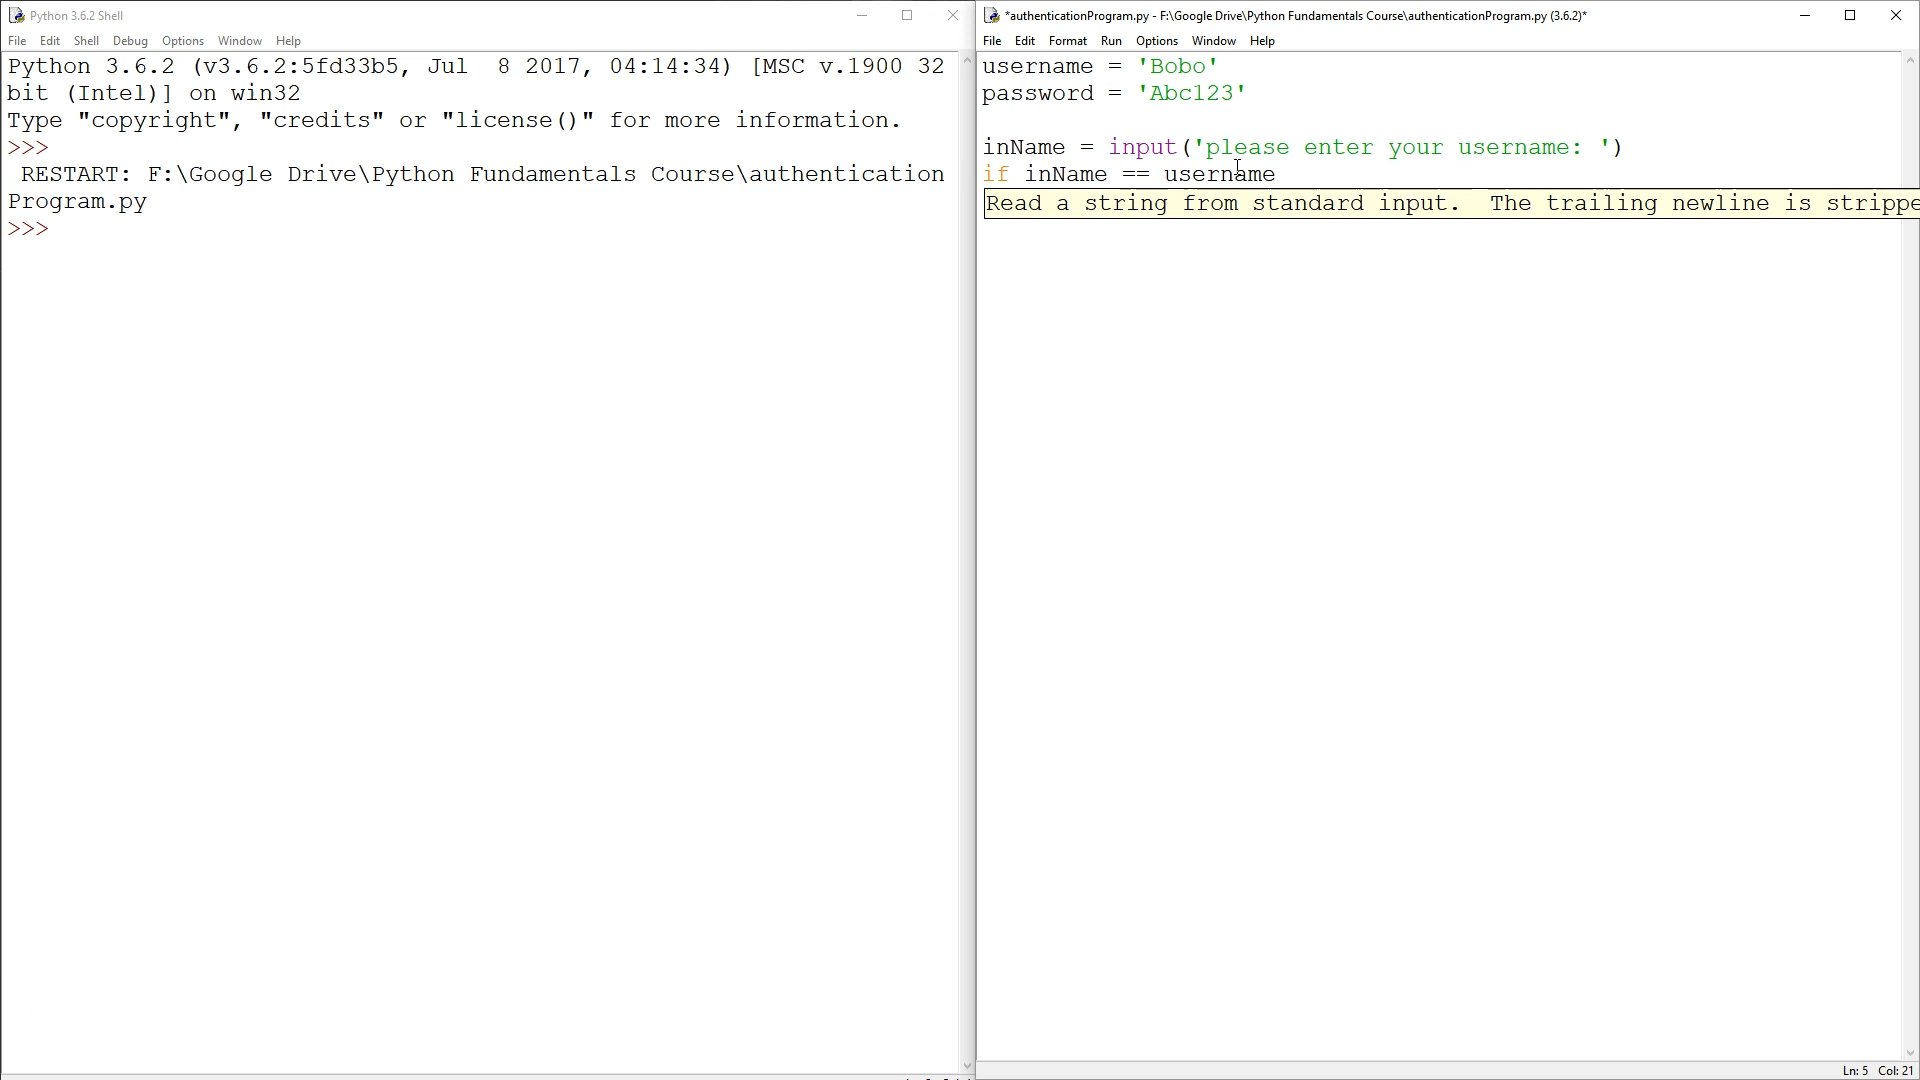 Python 3.6.2 Shell
File Edit Shell Debug Options Window Help
Python 3.6.2 (v3.6.2:5fd33b5, Jul  8 2017, 04:14:34) [MSC v.1900 32
bit (Intel)] on win32
Type "copyright", "credits" or "license()" for more information.
>>>
 RESTART: F:\Google Drive\Python Fundamentals Course\authentication
Program.py
>>>
*authenticationProgram.py - F:\Google Drive\Python Fundamentals Course\authenticationProgram.py (3.6.2)*
File Edit Format Run Options Window Help
username = 'Bobo'
password = 'Abc123'
inName = input('please enter your username: ')
if inName == username
Read a string from standard input.  The trailing newline is strippe
Ln: 5 Col: 21